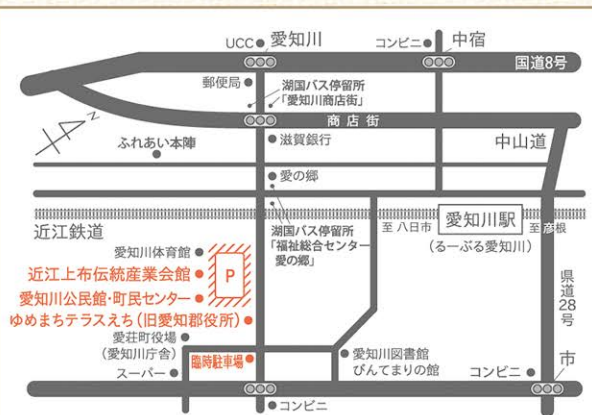 UCC
愛知川
コンビニ
中宿
国道8号
郵便局
湖国バス停留所
「愛知川商店街」
商店街
N
ふれあい本陣
滋賀銀行
中山道
愛の郷
近江鉄道
湖国バス停留所
「福祉総合センター
愛の郷」
至 八日市
愛知川駅
至彦根
(るーぶる愛知川)
愛知川体育館
P
近江上布伝統産業会館
愛知川公民館・町民センター
ゆめまちテラスえち(旧愛知郡役所)
県道28号
愛荘町役場
(愛知川庁舎)
臨時駐車場
愛知川図書館
びんてまりの館
市
スーパー
コンビニ
コンビニ